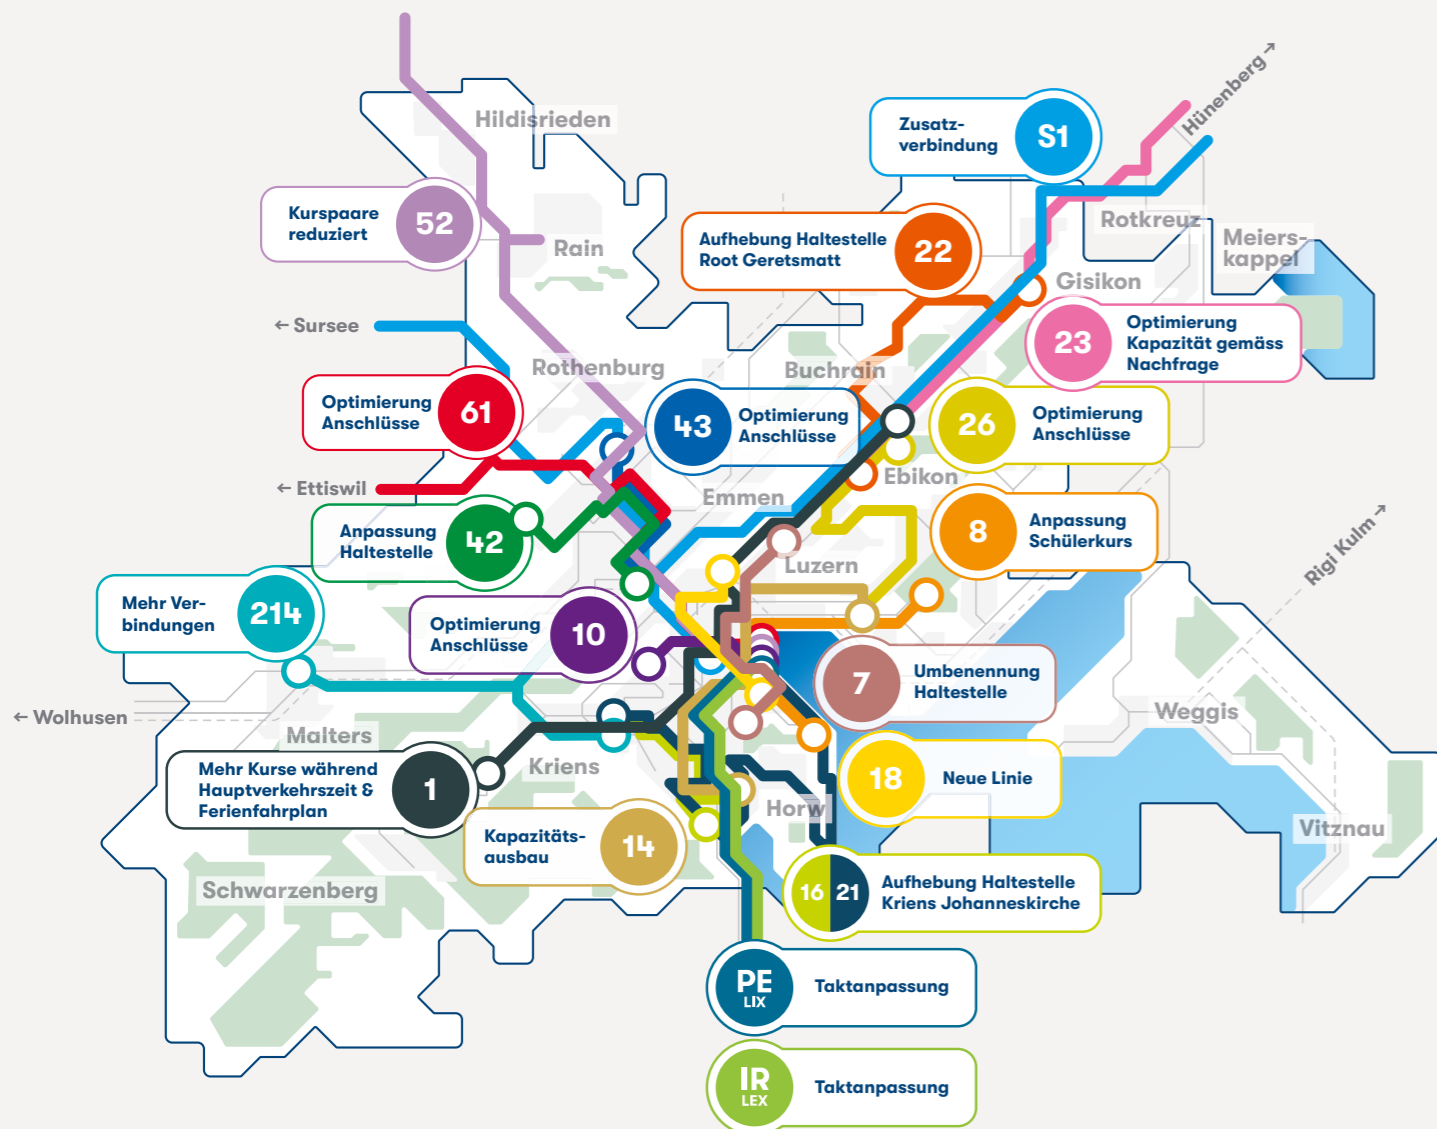 Hünenberg ↗
Zusatz-
verbindung
S1
Hildisrieden
Kurspaare
reduziert
52
Rain
Aufhebung Haltestelle
Root Geretsmatt
22
Rotkreuz
Meiers-
kappel
Gisikon
← Sursee
23
Optimierung
Kapazität gemäss
Nachfrage
Rothenburg
Buchrain
Optimierung
Anschlüsse
61
43
Optimierung
Anschlüsse
26
Optimierung
Anschlüsse
← Ettiswil
Emmen
Ebikon
Anpassung
Haltestelle
42
8
Anpassung
Schülerkurs
Rigi Kulm ↗
Luzern
Mehr Ver-
bindungen
214
Optimierung
Anschlüsse
10
7
Umbenennung
Haltestelle
← Wolhusen
Malters
Weggis
Kriens
Mehr Kurse während
Hauptverkehrszeit &
Ferienfahrplan
1
18
Neue Linie
Horw
Vitznau
Kapazitäts-
ausbau
14
Schwarzenberg
16
21
Aufhebung Haltestelle
Kriens Johanneskirche
PE
LIX
Taktanpassung
IR
LEX
Taktanpassung